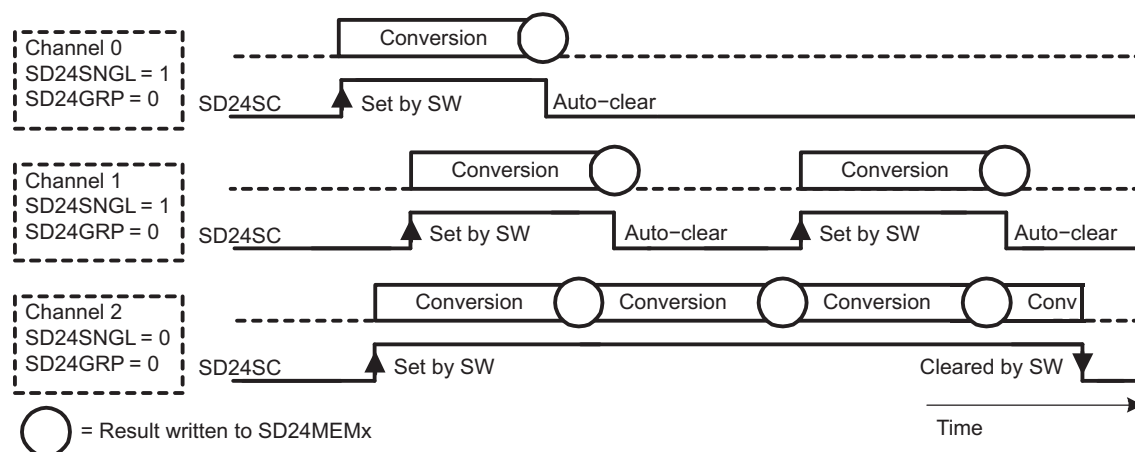 Channel 0
SD24SNGL = 1
SD24GRP = 0
Conversion
SD24SC
Set by SW
Auto−clear
Channel 1
SD24SNGL = 1
SD24GRP = 0
Conversion
Conversion
SD24SC
Set by SW
Auto−clear
Set by SW
Auto−clear
Channel 2
SD24SNGL = 0
SD24GRP = 0
Conversion
Conversion
Conversion
Conv
SD24SC
Set by SW
Cleared by SW
= Result written to SD24MEMx
Time